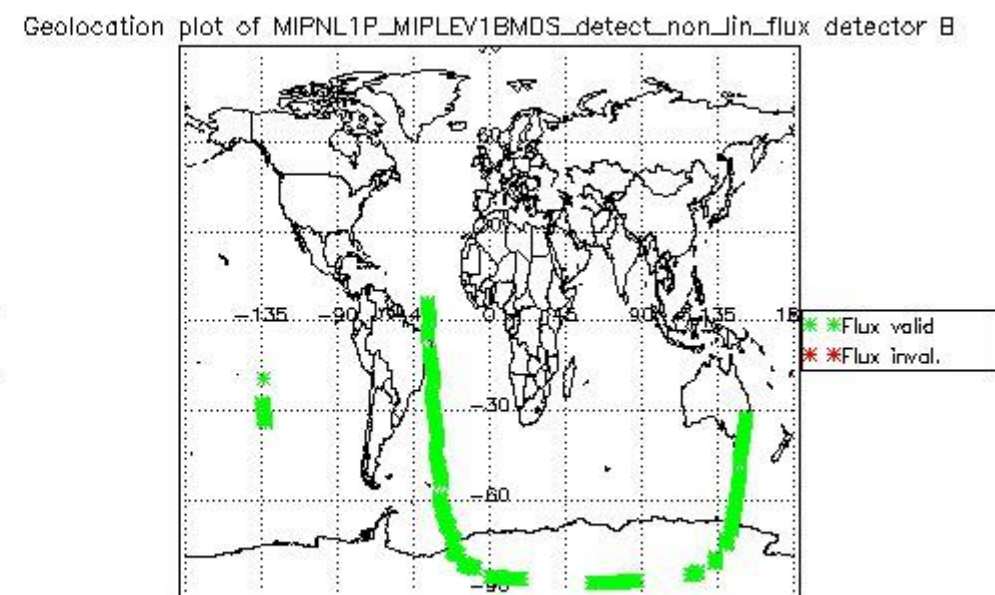 Geolocation plot of MIPNL1P_MIPLEV1BMDS_detect_non_lin_flux detector B
60
-135 -90 0 45 90 135 18
Flux valid
Flux inval.
-30
-60
-90